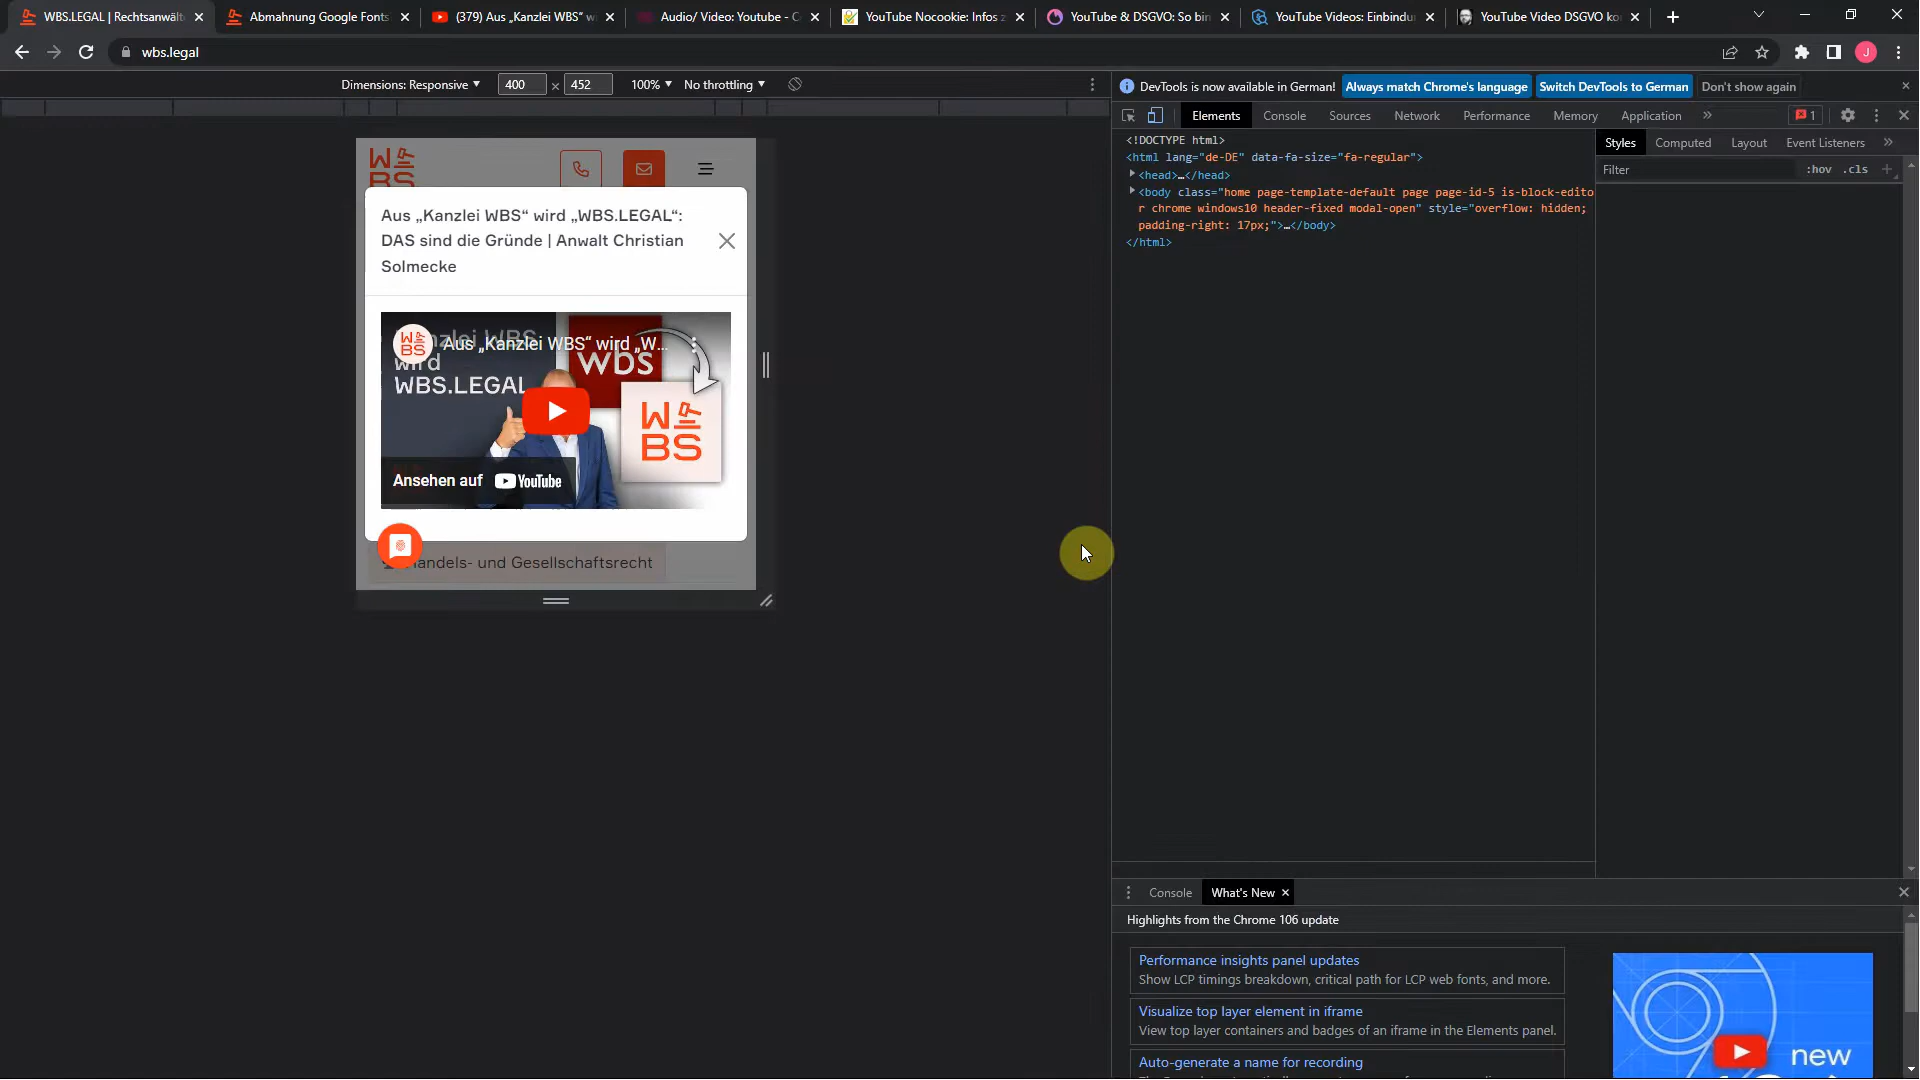 WBS.LEGAL | Rechtsanwält
Abmahnung Google Fonts
(379) Aus „Kanzlei WBS“ w
Audio/ Video: Youtube - C
YouTube Nocookie: Infos z
YouTube & DSGVO: So bin
YouTube Videos: Einbindu
YouTube Video DSGVO ko
wbs.legal
J
Dimensions: Responsive
400 × 452
100%
No throttling
DevTools is now available in German!
Always match Chrome's language
Switch DevTools to German
Don't show again
Elements
Console
Sources
Network
Performance
Memory
Application
1
Styles
Computed
Layout
Event Listeners
Filter
:hov .cls
<!DOCTYPE html>
<html lang="de-DE" data-fa-size="fa-regular">
<head>…</head>
<body class="home page-template-default page page-id-5 is-block-edito
r chrome windows10 header-fixed modal-open" style="overflow: hidden;
padding-right: 17px;">…</body>
</html>
WBS
Aus „Kanzlei WBS“ wird „WBS.LEGAL“:
DAS sind die Gründe | Anwalt Christian
Solmecke
WBS
Aus „Kanzlei WBS“ wird „W...
wird
WBS.LEGAL
wbs
WBS
Ansehen auf YouTube
Handels- und Gesellschaftsrecht
Console
What's New
Highlights from the Chrome 106 update
Performance insights panel updates
Show LCP timings breakdown, critical path for LCP web fonts, and more.
Visualize top layer element in iframe
View top layer containers and badges of an iframe in the Elements panel.
Auto-generate a name for recording
new